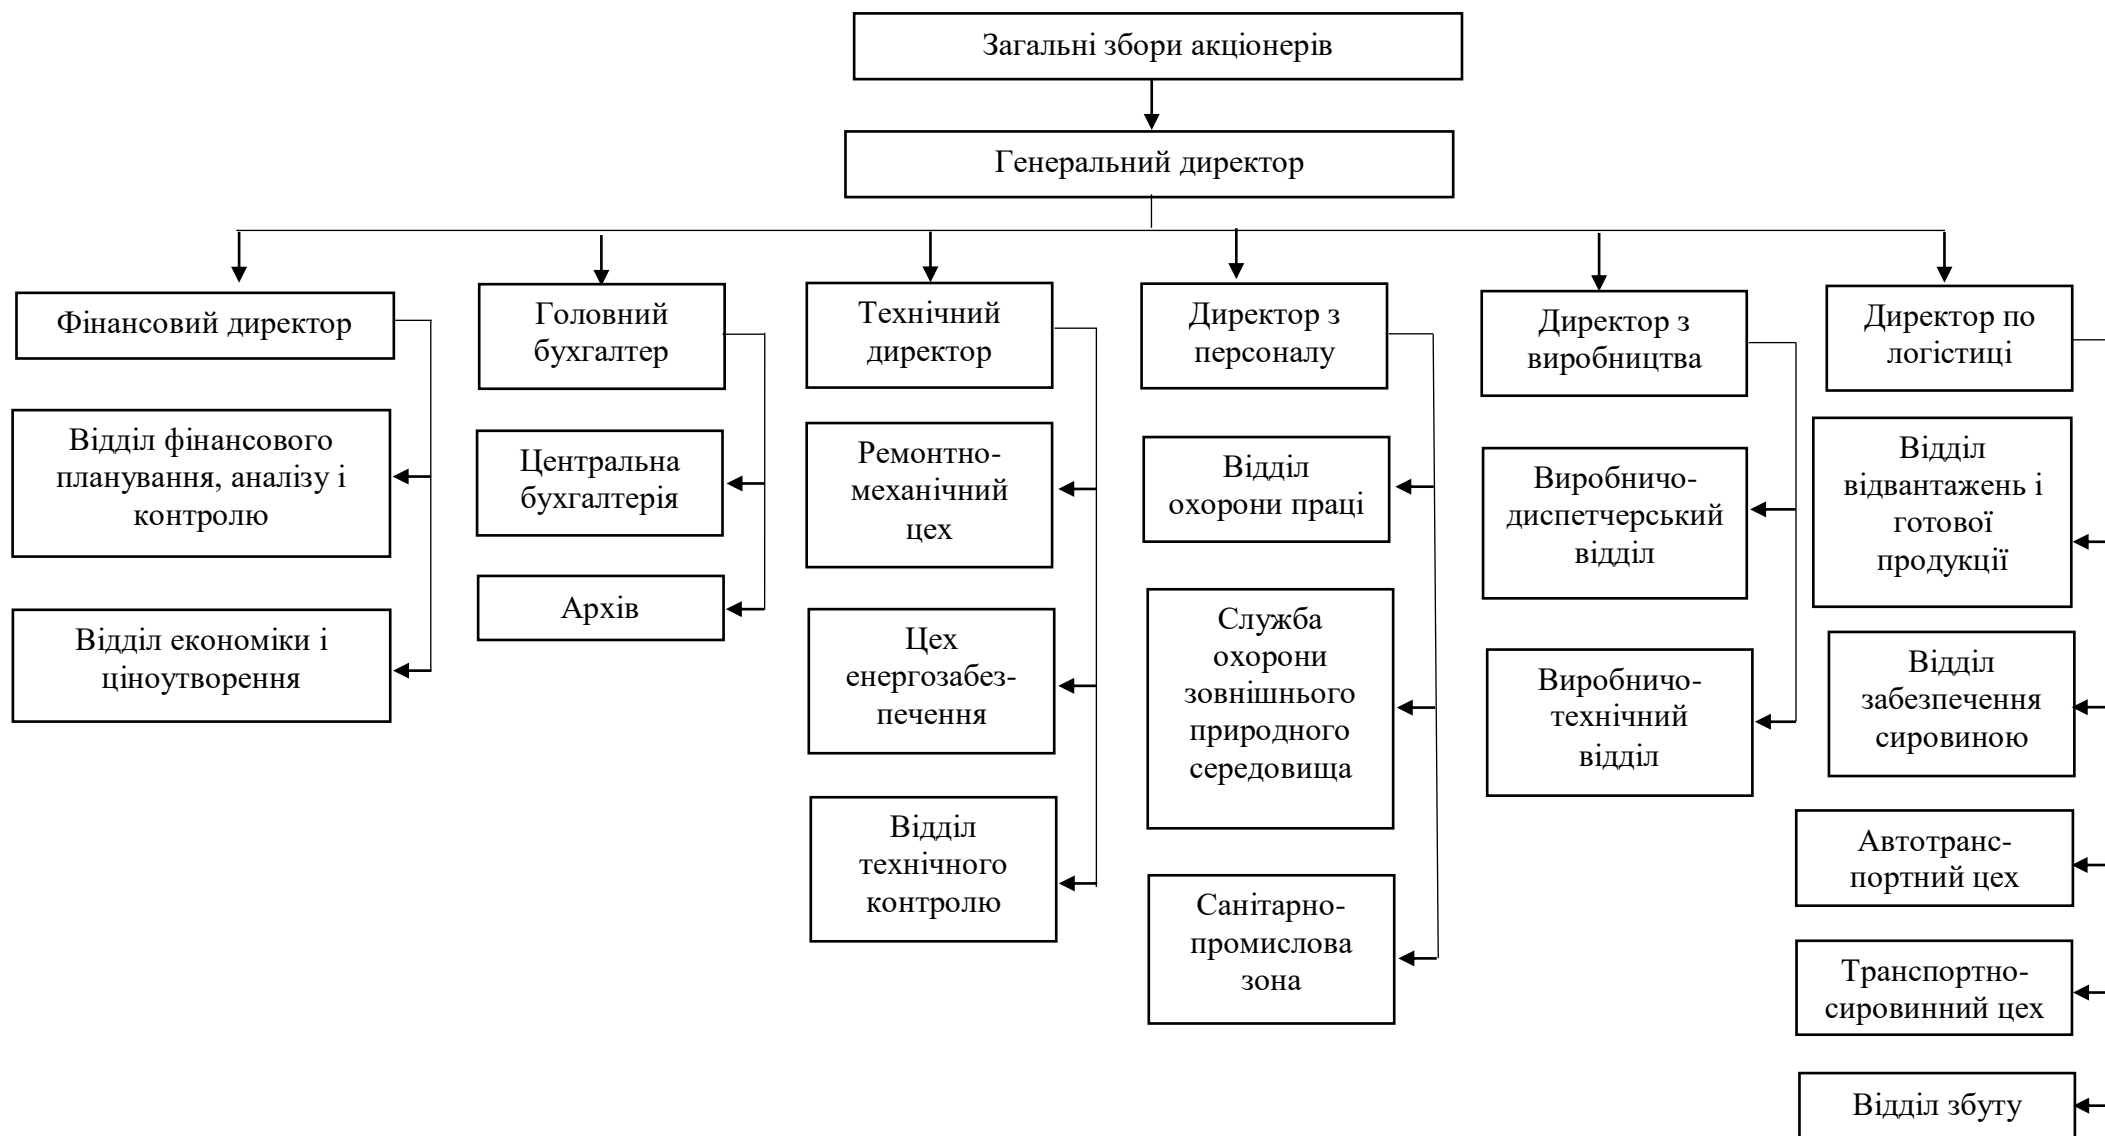 Загальні збори акціонерів
Генеральний директор
Фінансовий директор
Відділ фінансового
планування, аналізу і
контролю
Відділ економіки і
ціноутворення
Головний
бухгалтер
Центральна
бухгалтерія
Архів
Технічний
директор
Ремонтно-
механічний
цех
Цех
енергозабез-
печення
Відділ
технічного
контролю
Директор з
персоналу
Відділ
охорони праці
Служба
охорони
зовнішнього
природного
середовища
Санітарно-
промислова
зона
Директор з
виробництва
Виробничо-
диспетчерський
відділ
Виробничо-
технічний
відділ
Директор по
логістиці
Відділ
відвантажень і
готової
продукції
Відділ
забезпечення
сировиною
Автотранс-
портний цех
Транспортно-
сировинний цех
Відділ збуту